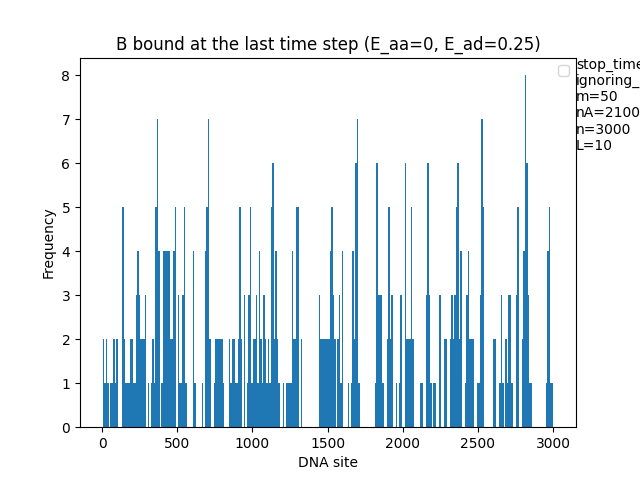 B bound at the last time step (E_aa=0, E_ad=0.25)
stop_time
ignoring_
m=50
nA=2100
n=3000
L=10
8
7
6
5
4
3
2
1
0
Frequency
0 500 1000 1500 2000 2500 3000
DNA site